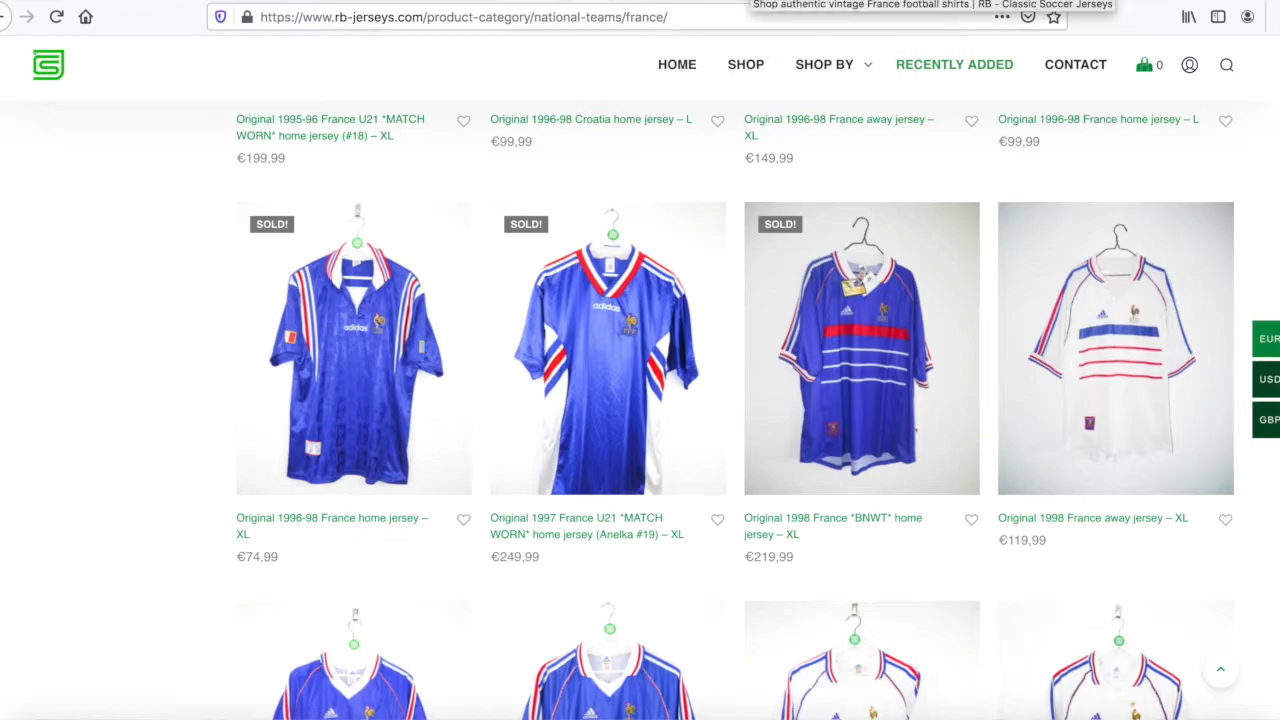 Shop authentic vintage France football shirts | RB - Classic Soccer Jerseys
https://www.rb-jerseys.com/product-category/national-teams/france/
HOME SHOP SHOP BY RECENTLY ADDED CONTACT 0
Original 1995-96 France U21 *MATCH
WORN* home jersey (#18) – XL
€199,99
Original 1996-98 Croatia home jersey – L
€99,99
Original 1996-98 France away jersey –
XL
€149,99
Original 1996-98 France home jersey – L
€99,99
SOLD!
adidas
SOLD!
adidas
SOLD!
EUR
USD
GBP
Original 1996-98 France home jersey –
XL
€74,99
Original 1997 France U21 *MATCH
WORN* home jersey (Anelka #19) – XL
€249,99
Original 1998 France *BNWT* home
jersey – XL
€219,99
Original 1998 France away jersey – XL
€119,99